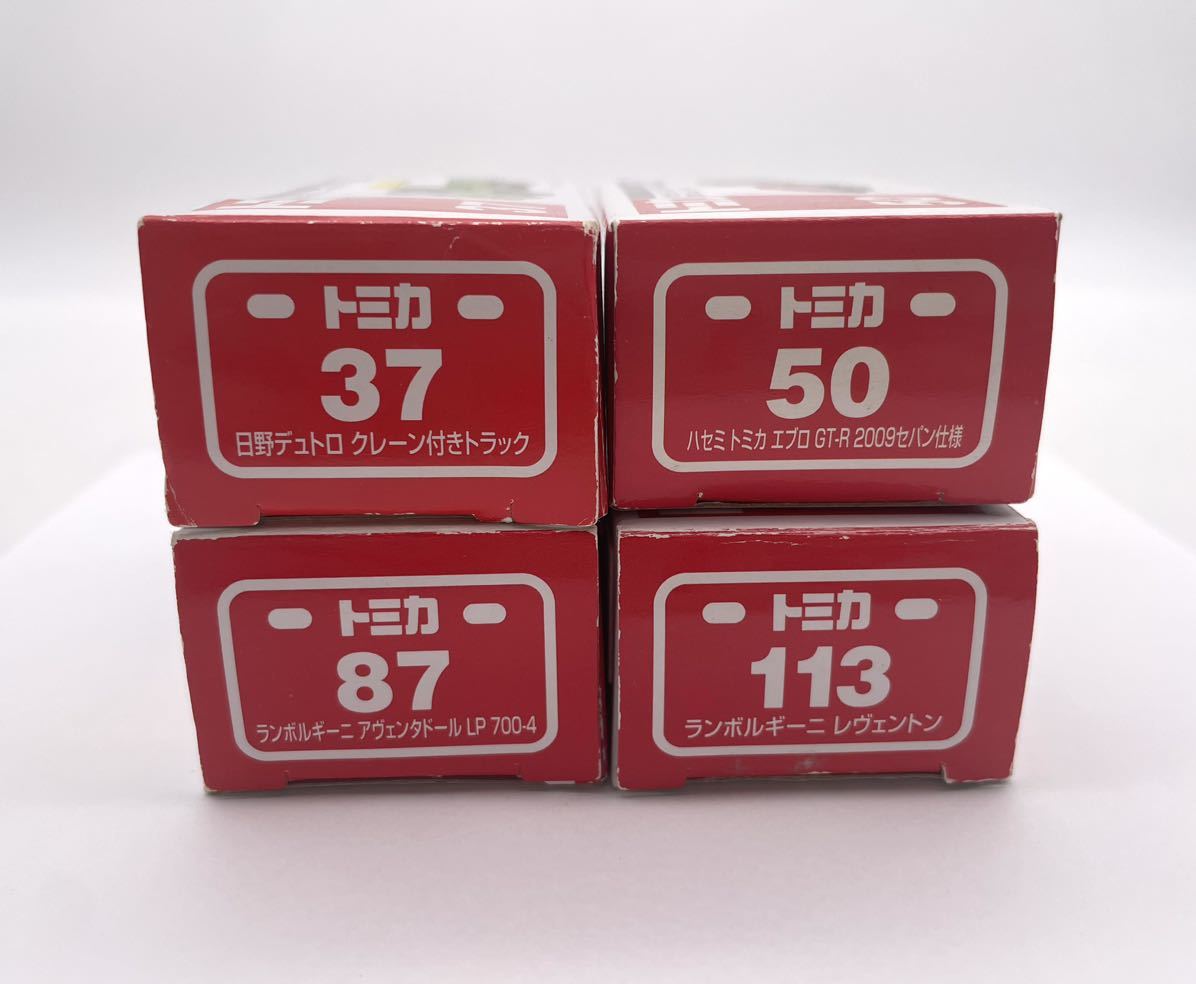 トミカ
37
日野デュトロ クレーン付きトラック
トミカ
50
ハセミ トミカ エブロ GT-R 2009セパン仕様
トミカ
87
ランボルギーニ アヴェンタドール LP 700-4
トミカ
113
ランボルギーニ レヴェントン